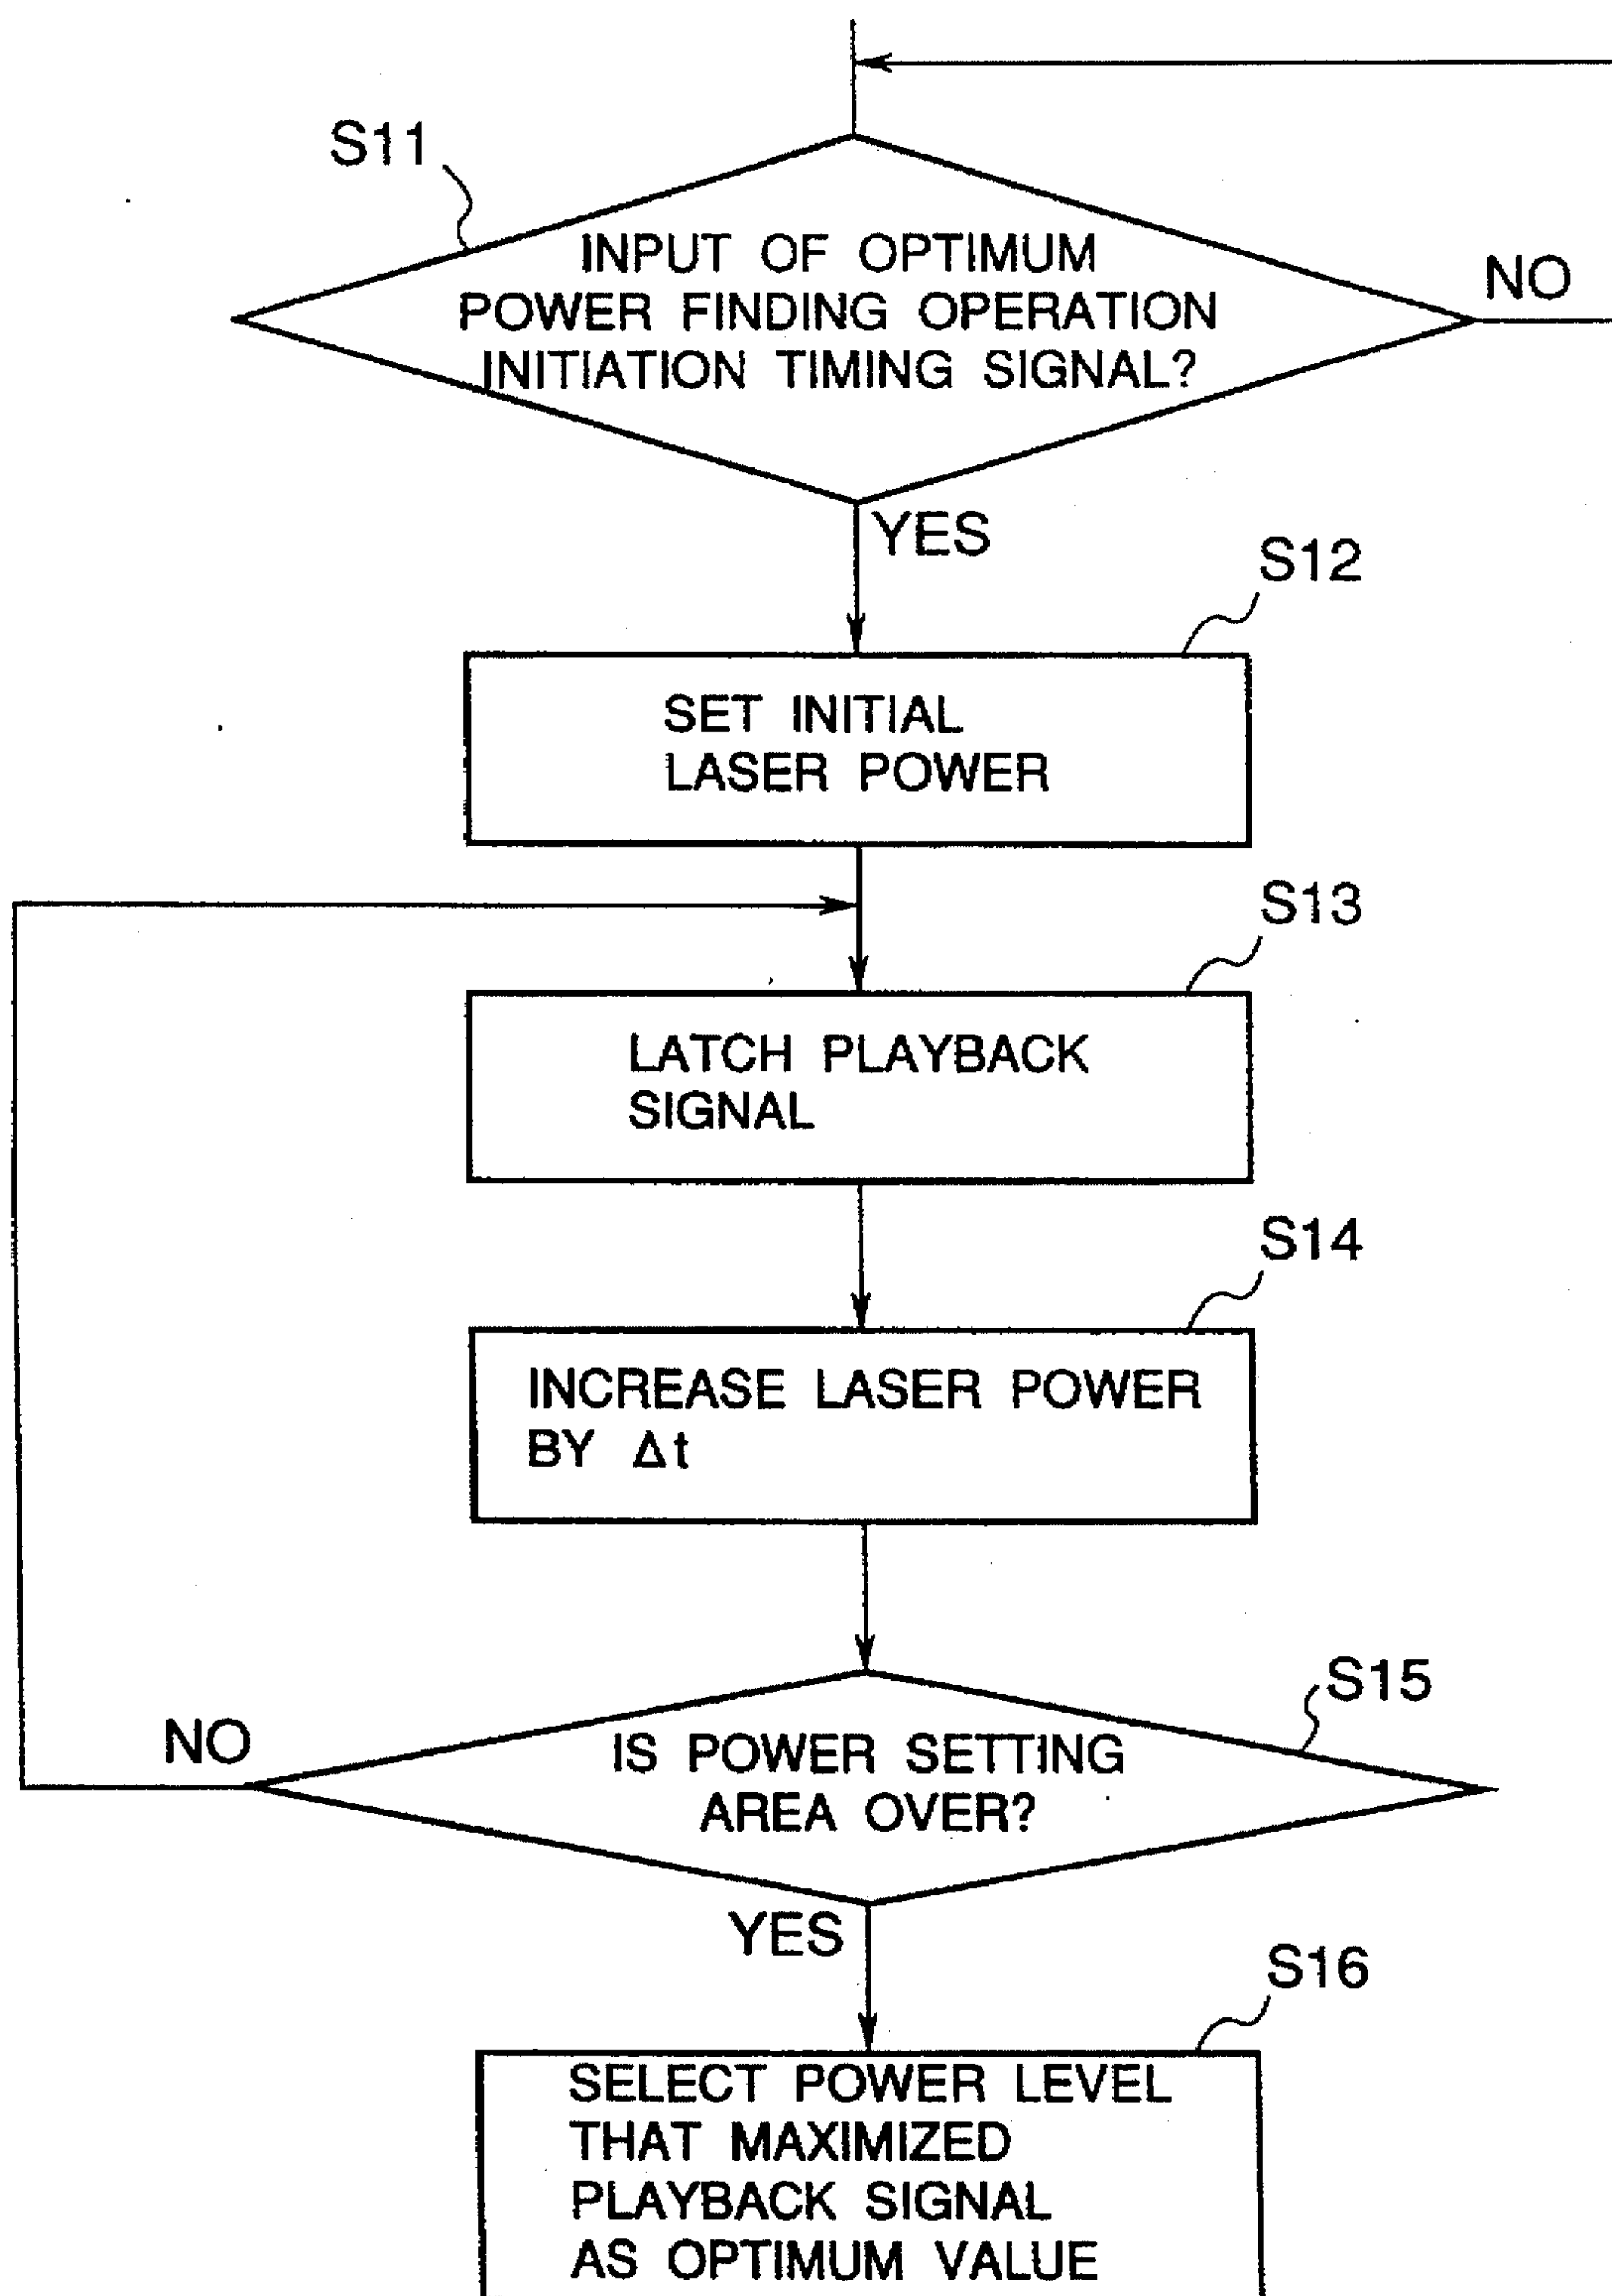 S11
INPUT OF OPTIMUM
POWER FINDING OPERATION
INITIATION TIMING SIGNAL?
NO
YES
S12
SET INITIAL
LASER POWER
S13
LATCH PLAYBACK
SIGNAL
S14
INCREASE LASER POWER
BY Δt
S15
NO
IS POWER SETTING
AREA OVER?
YES
S16
SELECT POWER LEVEL
THAT MAXIMIZED
PLAYBACK SIGNAL
AS OPTIMUM VALUE